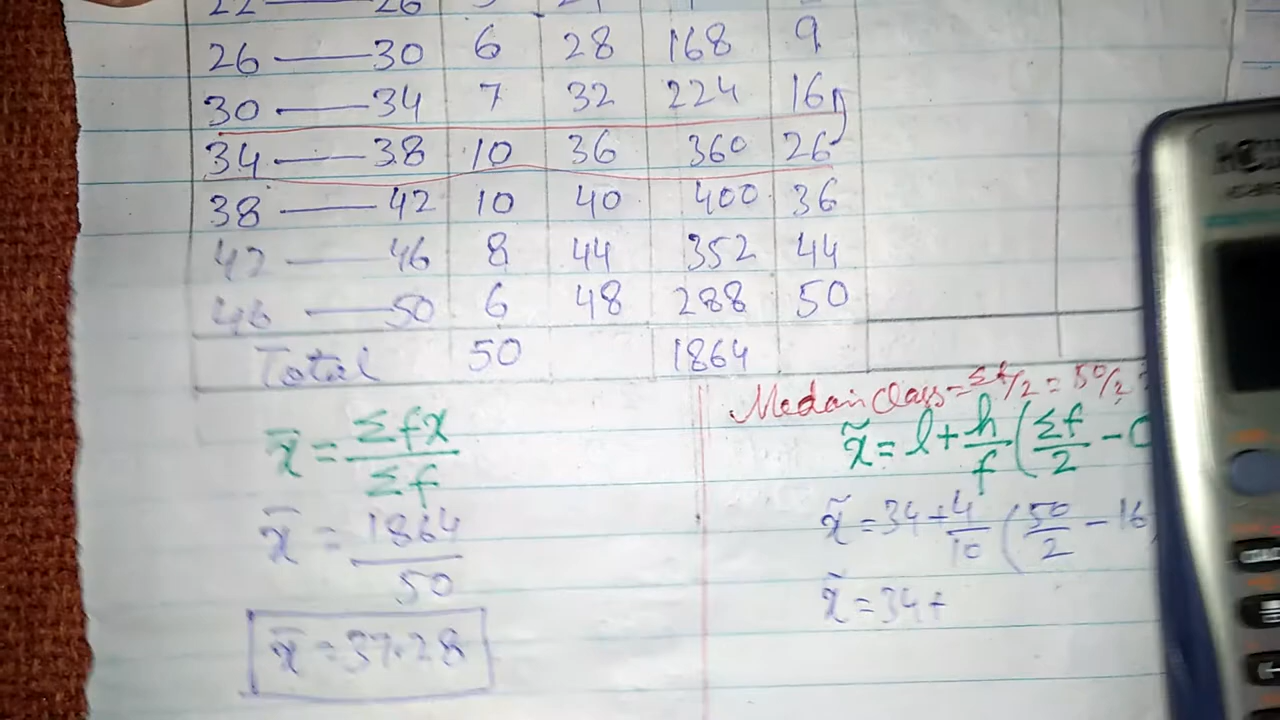 22 — 26
26 — 30 6 28 168 9
30 — 34 7 32 224 16
34 — 38 10 36 360 26
38 — 42 10 40 400 36
42 — 46 8 44 352 44
46 — 50 6 48 288 50
Total 50 1864
Median Class = Σf/2 = 50/2
x̄ = Σfx / Σf
x̃ = l + h/f (Σf/2 - C
x̄ = 1864 / 50
x̃ = 34 + 4/10 (50/2 - 16
x̄ = 37.28
x̃ = 34 +